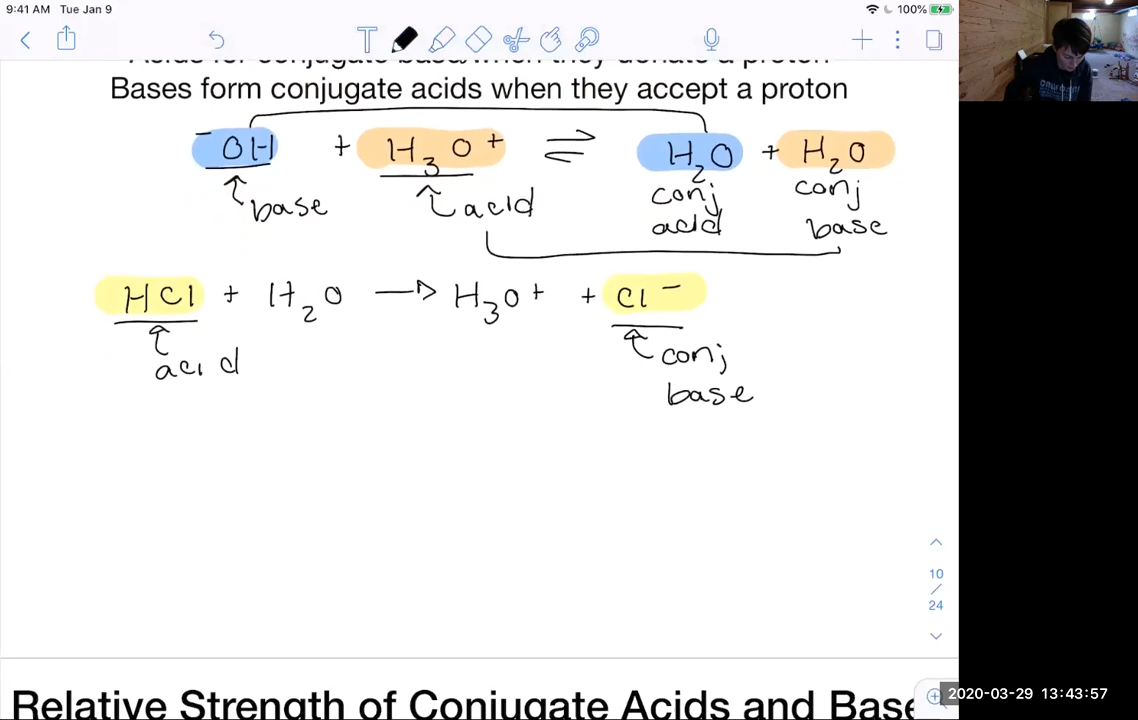 9:41 AM Tue Jan 9
100%
Bases form conjugate acids when they accept a proton
⁻OH + H₃O⁺ ⇌ H₂O + H₂O
base acid conj acid conj base
HCl + H₂O → H₃O⁺ + Cl⁻
acid conj base
10
/
24
Relative Strength of Conjugate Acids and Base
2020-03-29 13:43:57